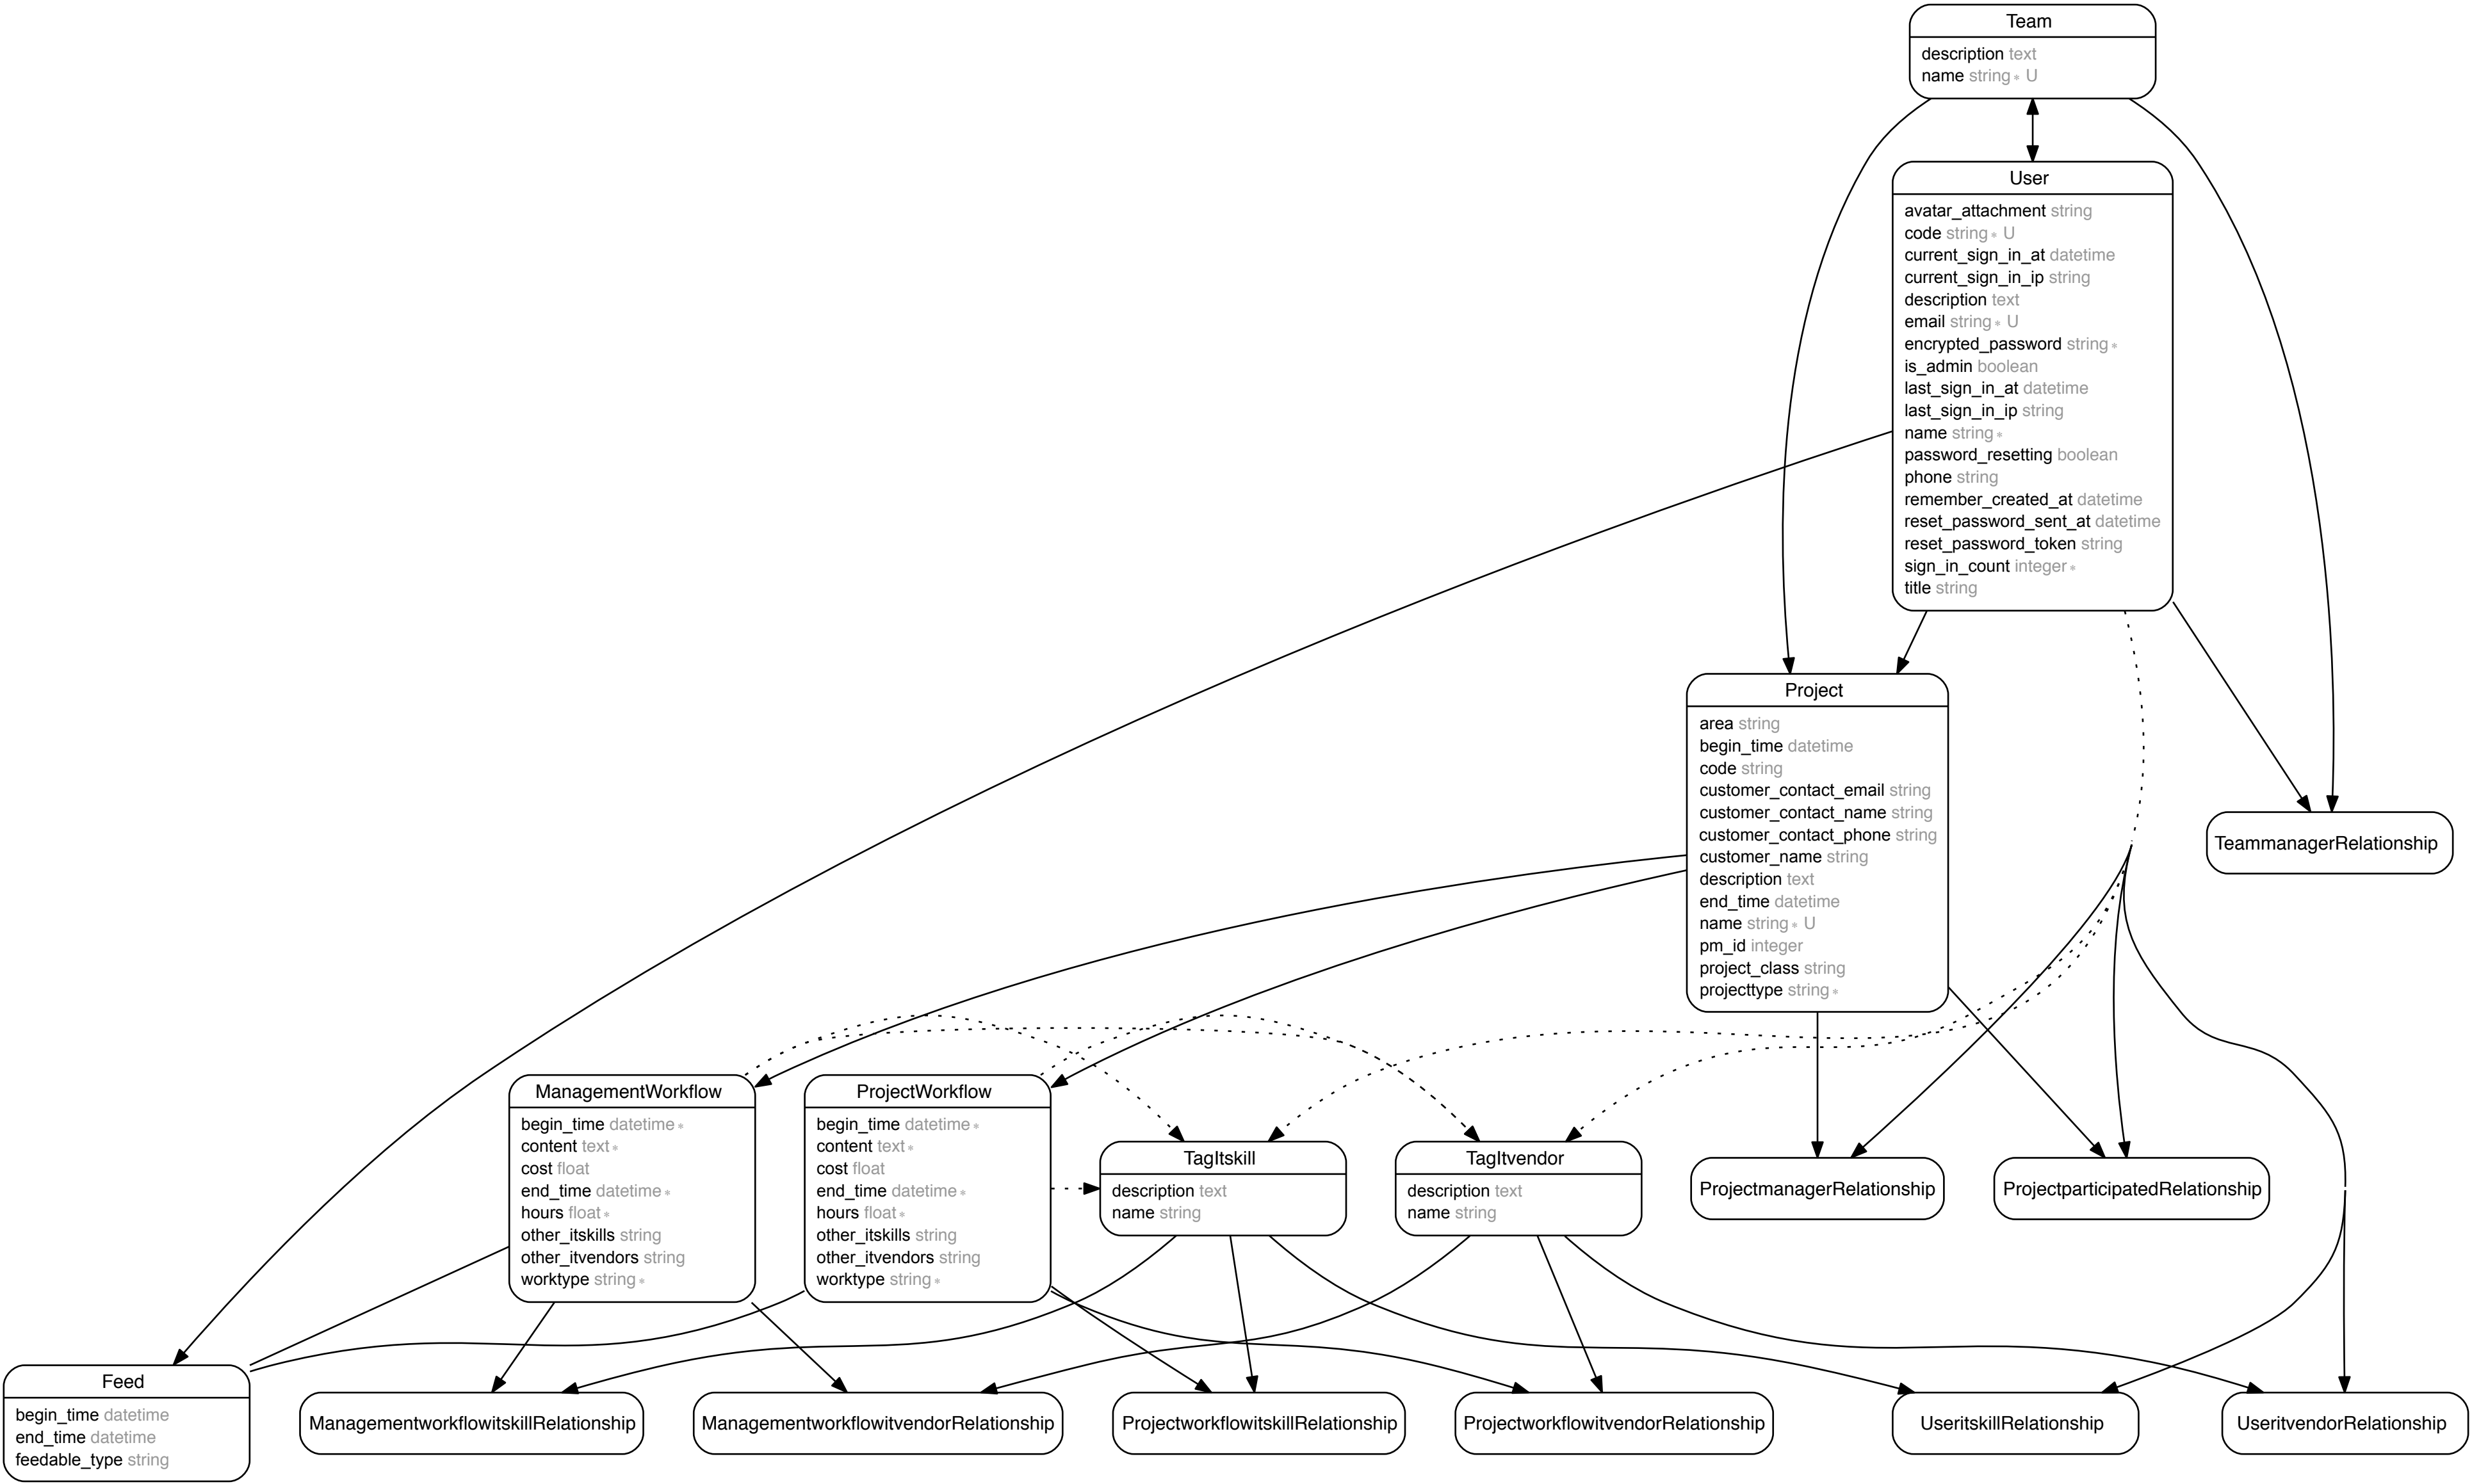 Team
description text
name string * U
User
avatar_attachment string
code string * U
current_sign_in_at datetime
current_sign_in_ip string
description text
email string * U
encrypted_password string *
is_admin boolean
last_sign_in_at datetime
last_sign_in_ip string
name string *
password_resetting boolean
phone string
remember_created_at datetime
reset_password_sent_at datetime
reset_password_token string
sign_in_count integer *
title string
Project
area string
begin_time datetime
code string
customer_contact_email string
customer_contact_name string
customer_contact_phone string
customer_name string
description text
end_time datetime
name string * U
pm_id integer
project_class string
projecttype string *
TeammanagerRelationship
ManagementWorkflow
begin_time datetime *
content text *
cost float
end_time datetime *
hours float *
other_itskills string
other_itvendors string
worktype string *
ProjectWorkflow
begin_time datetime *
content text *
cost float
end_time datetime *
hours float *
other_itskills string
other_itvendors string
worktype string *
TagItskill
description text
name string
TagItvendor
description text
name string
ProjectmanagerRelationship
ProjectparticipatedRelationship
Feed
begin_time datetime
end_time datetime
feedable_type string
ManagementworkflowitskillRelationship
ManagementworkflowitvendorRelationship
ProjectworkflowitskillRelationship
ProjectworkflowitvendorRelationship
UseritskillRelationship
UseritvendorRelationship